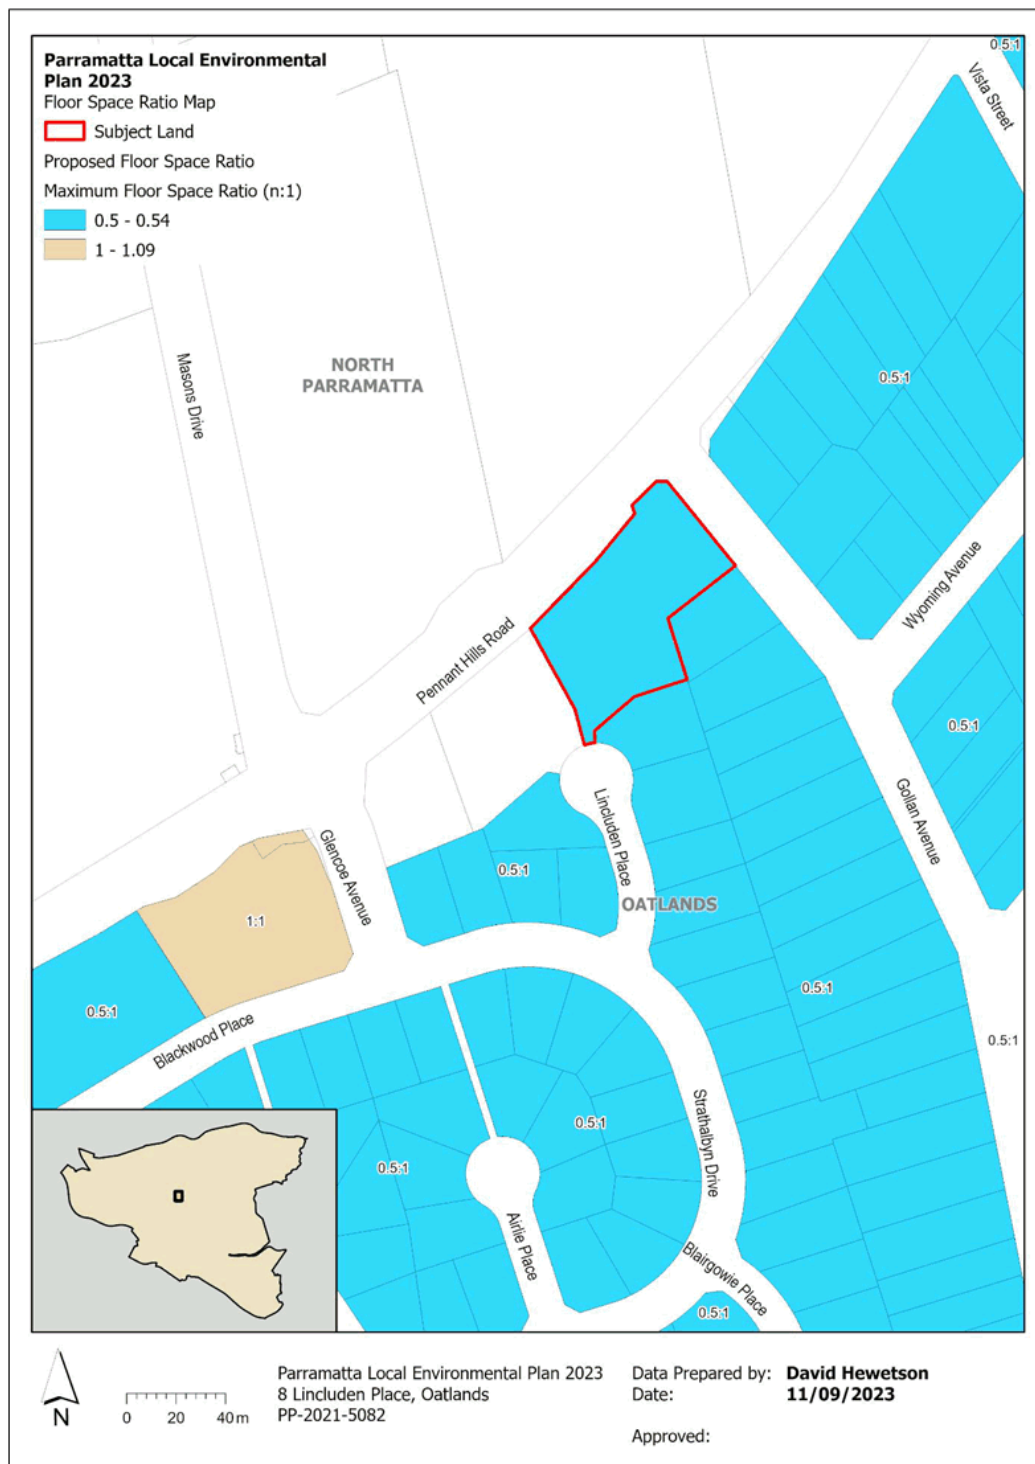 Parramatta Local Environmental
Plan 2023
Floor Space Ratio Map
Subject Land
Proposed Floor Space Ratio
Maximum Floor Space Ratio (n:1)
0.5 - 0.54
1 - 1.09
0.5:1
Vista Street
NORTH
PARRAMATTA
Masons Drive
0.5:1
Wyoming Avenue
Pennant Hills Road
0.5:1
Gollan Avenue
Lincluden Place
Glencoe Avenue
0.5:1
OATLANDS
1:1
0.5:1
0.5:1
Blackwood Place
0.5:1
Strathalbyn Drive
0.5:1
0.5:1
Airlie Place
Blairgowie Place
0.5:1
N
0 20 40 m
Parramatta Local Environmental Plan 2023
8 Lincluden Place, Oatlands
PP-2021-5082
Data Prepared by: David Hewetson
Date: 11/09/2023
Approved: